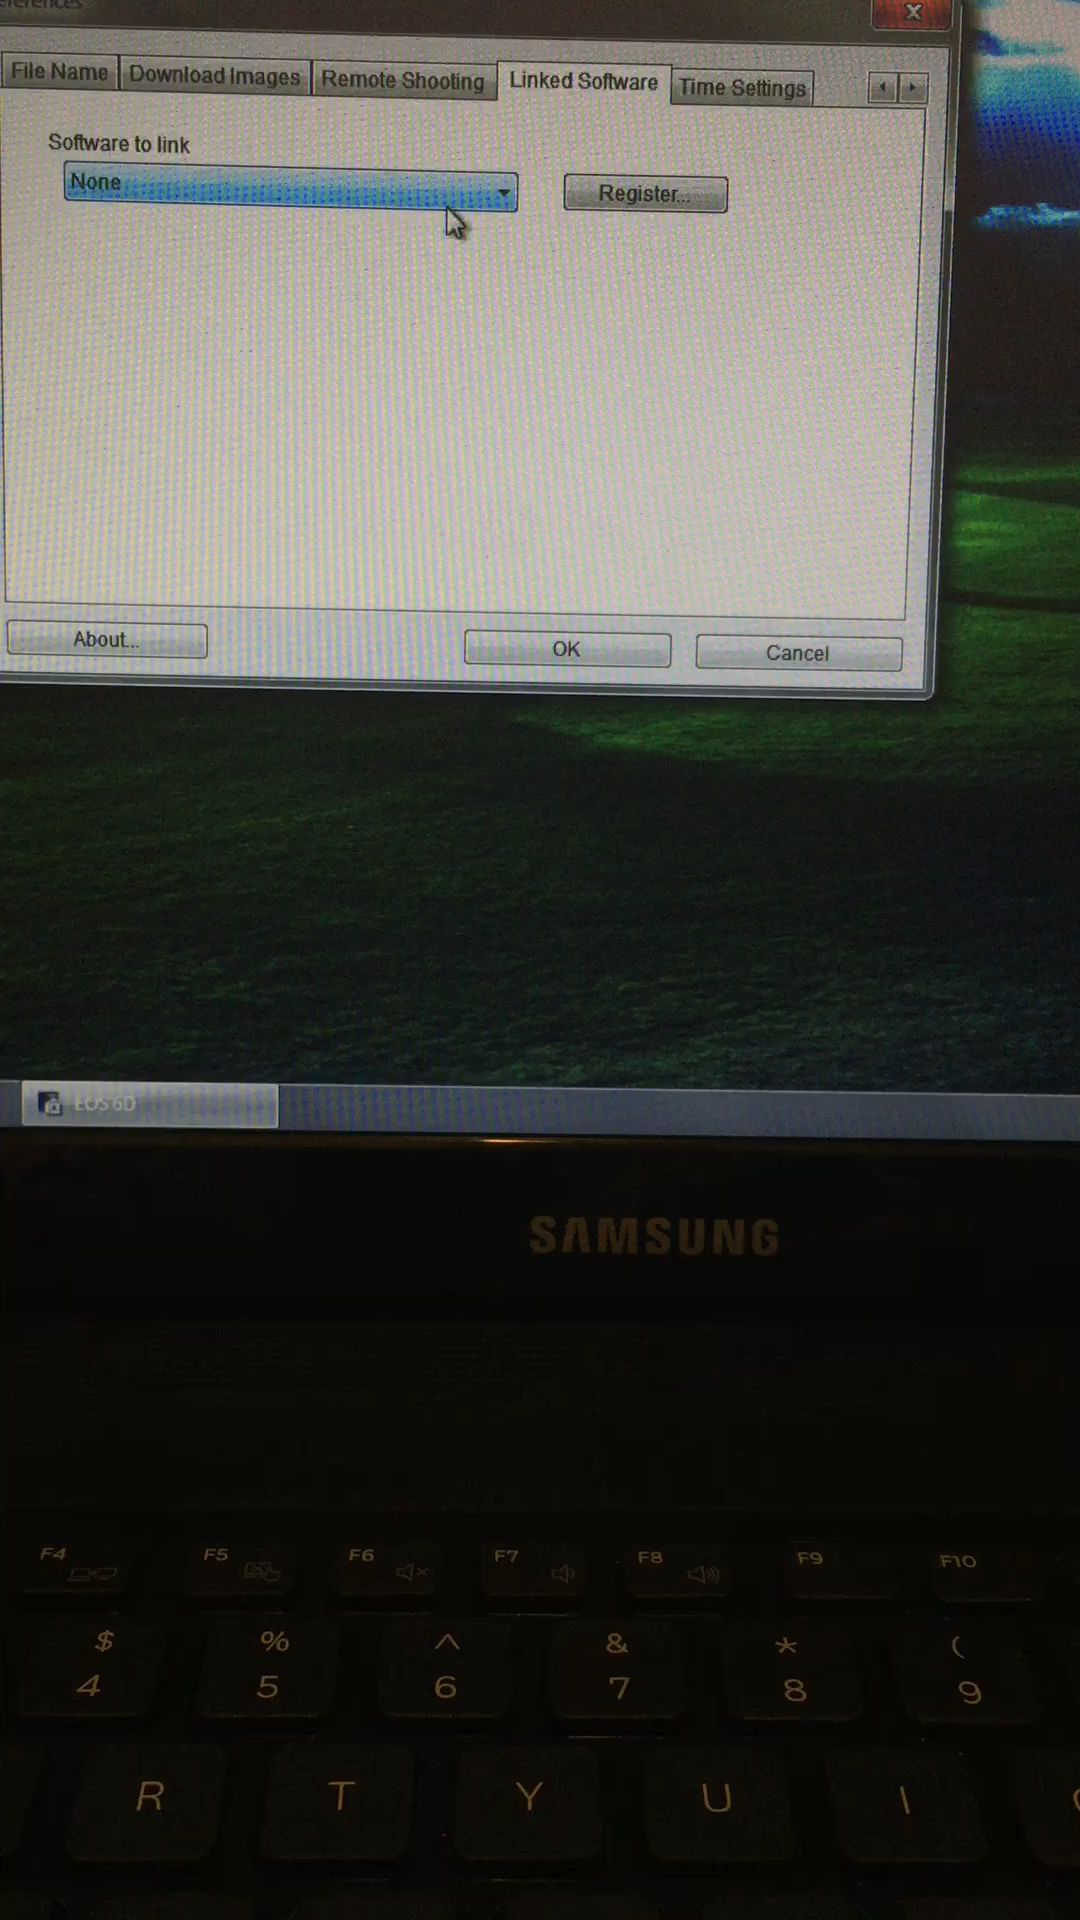 File Name Download Images Remote Shooting Linked Software Time Settings
Software to link
None
Register...
About...
OK
Cancel
EOS 6D
SAMSUNG
F4 F5 F6 F7 F8 F9 F10
$ % ^ & * (
4 5 6 7 8 9
R T Y U I